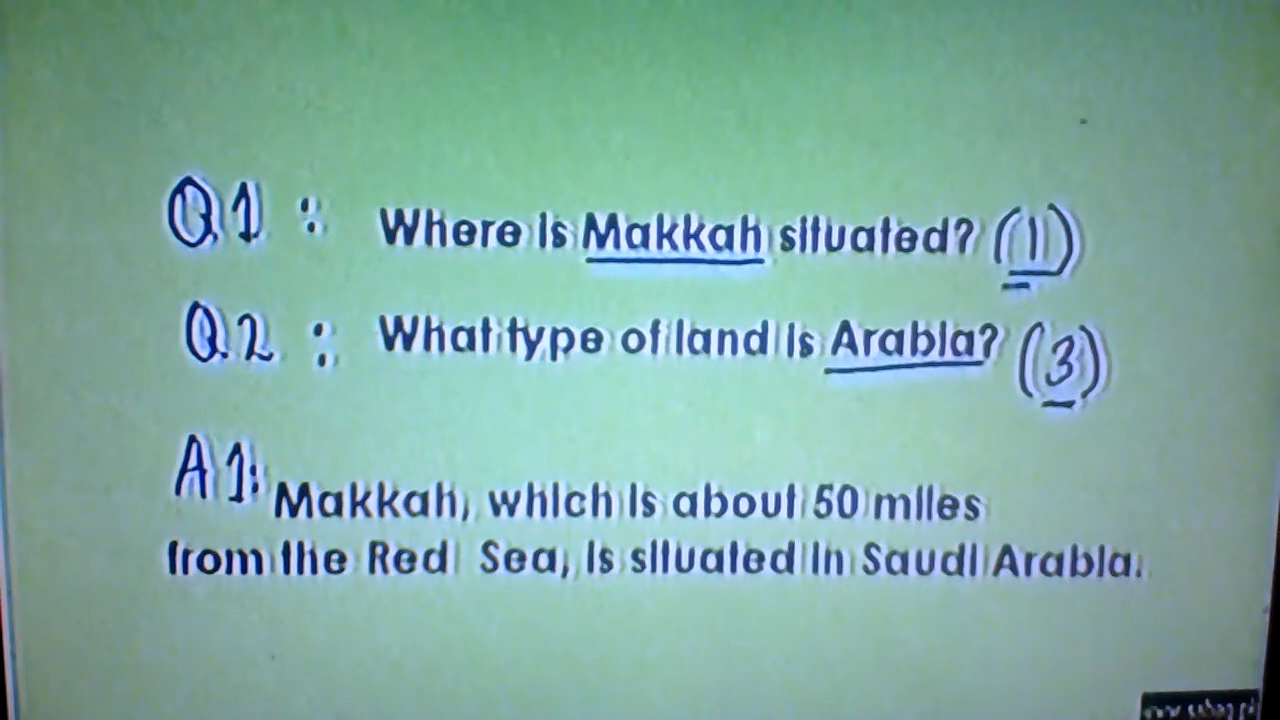 Q1 : Where is Makkah situated? (1)
Q2 : What type of land is Arabia? (3)
A1: Makkah, which is about 50 miles
from the Red Sea, is situated in Saudi Arabia.